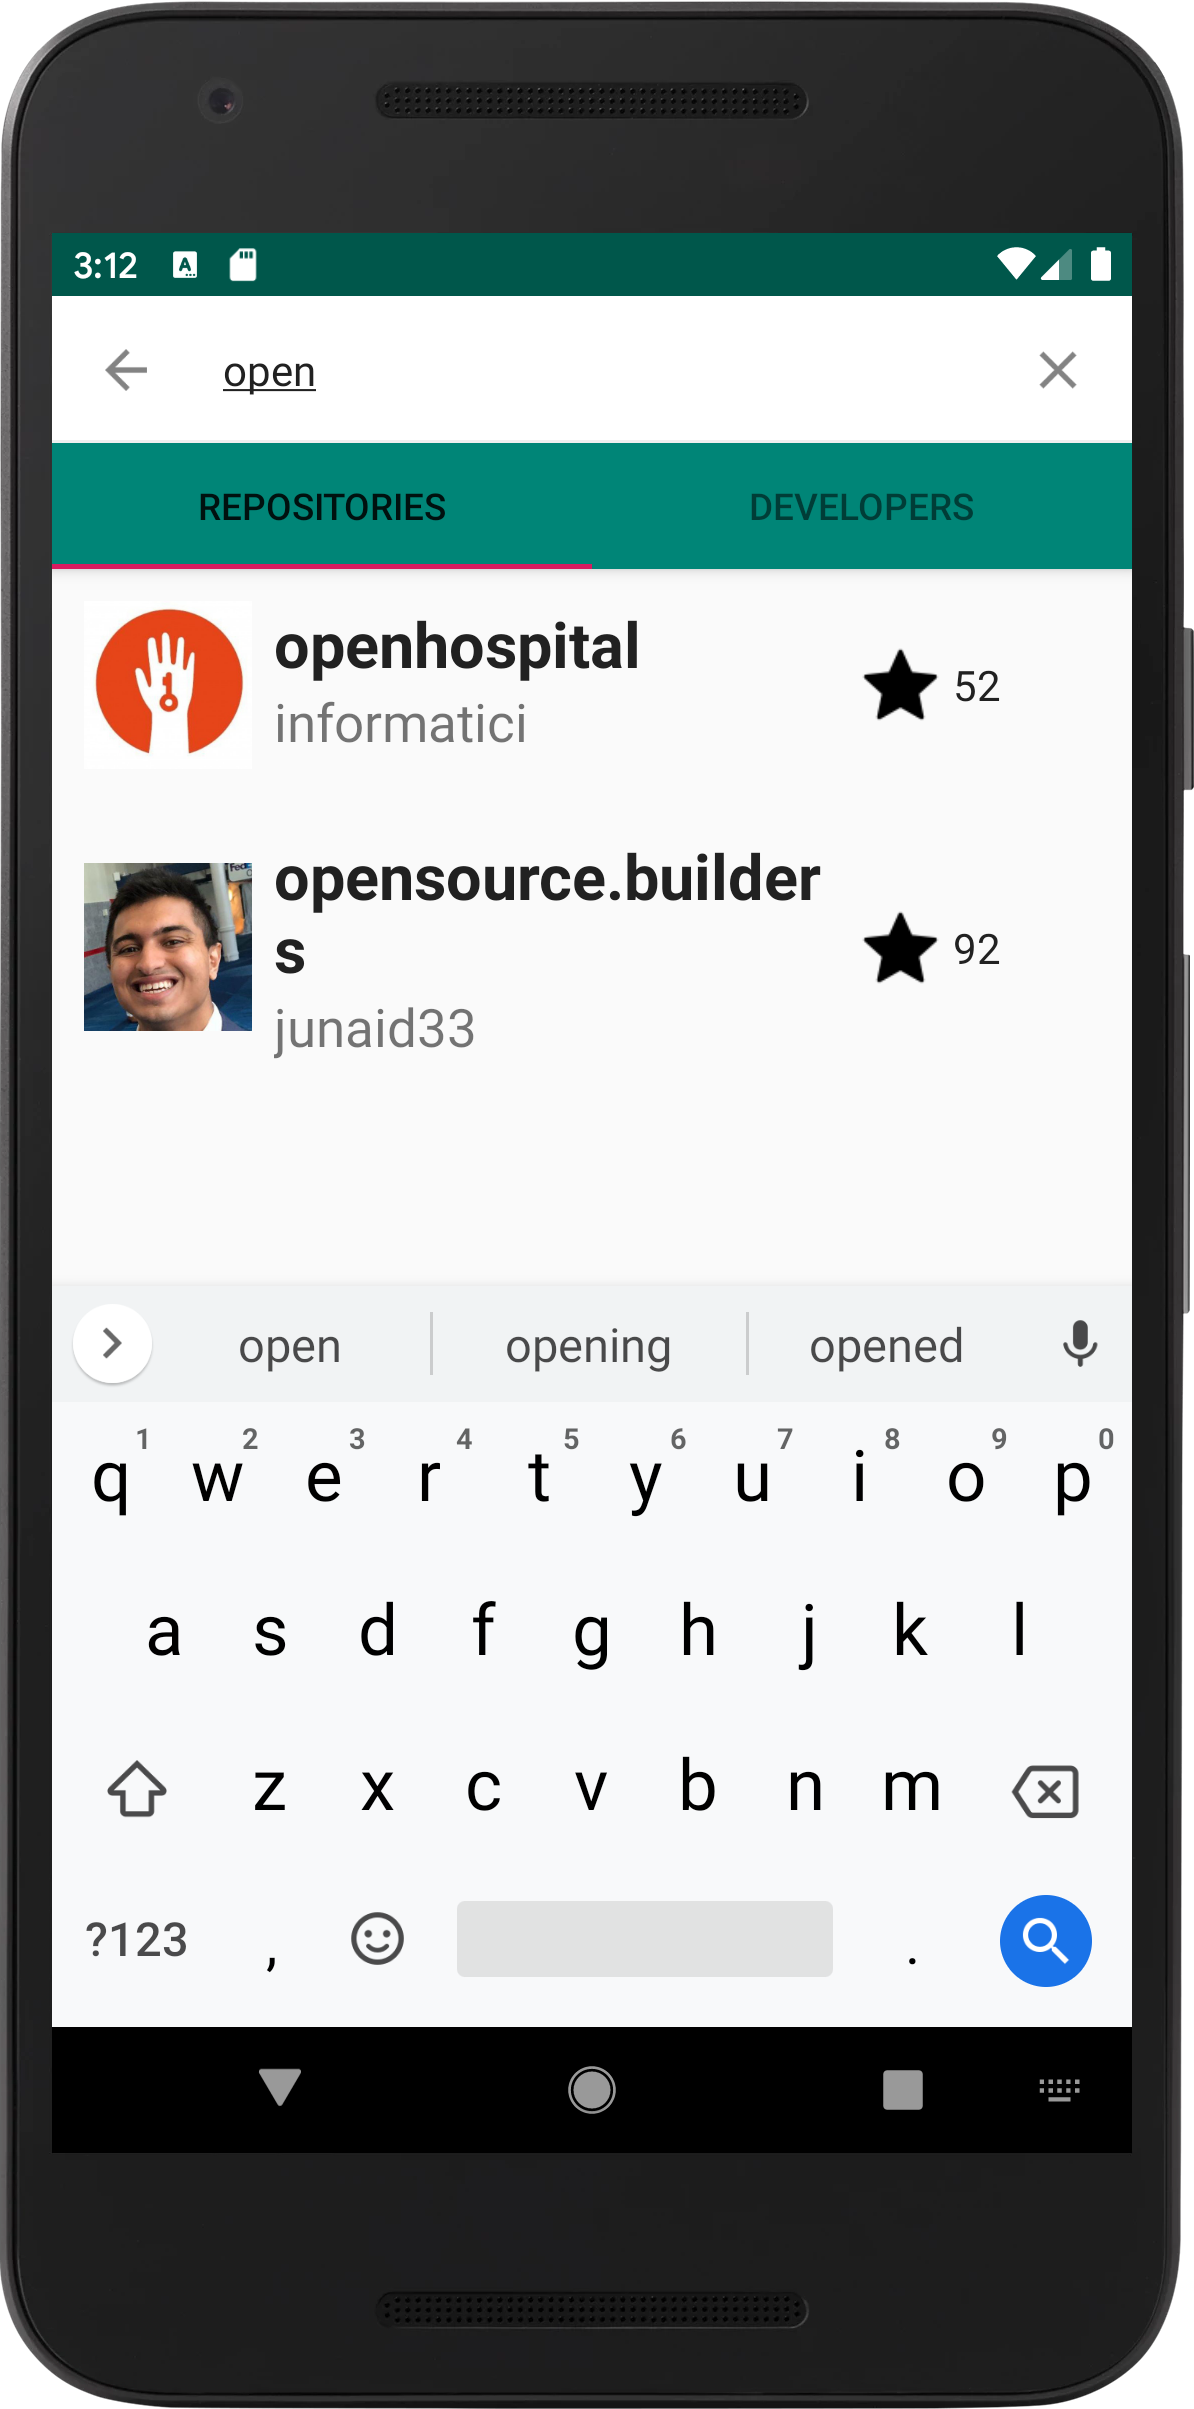 3:12
open
REPOSITORIES DEVELOPERS
openhospital
informatici
52
opensource.builder
s
junaid33
92
open opening opened
1 2 3 4 5 6 7 8 9 0
q w e r t y u i o p
a s d f g h j k l
z x c v b n m
?123 , .